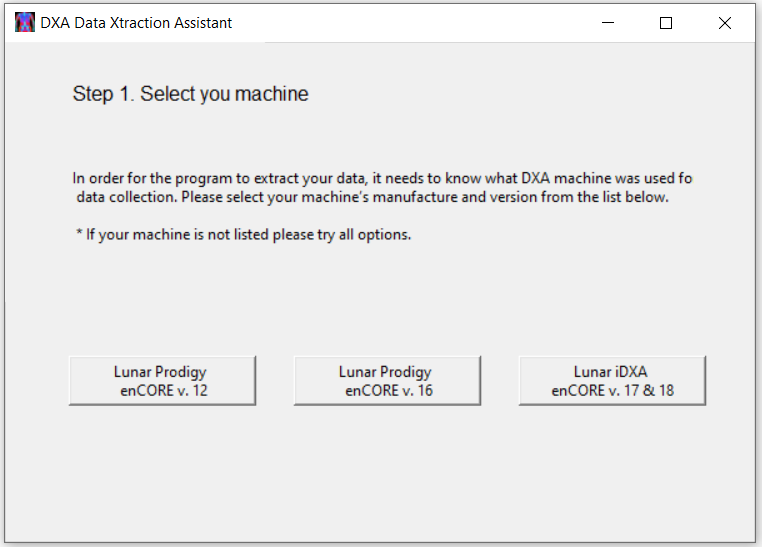 DXA Data Xtraction Assistant
Step 1. Select you machine
In order for the program to extract your data, it needs to know what DXA machine was used fo
data collection. Please select your machine's manufacture and version from the list below.
* If your machine is not listed please try all options.
Lunar Prodigy
enCORE v. 12
Lunar Prodigy
enCORE v. 16
Lunar iDXA
enCORE v. 17 & 18